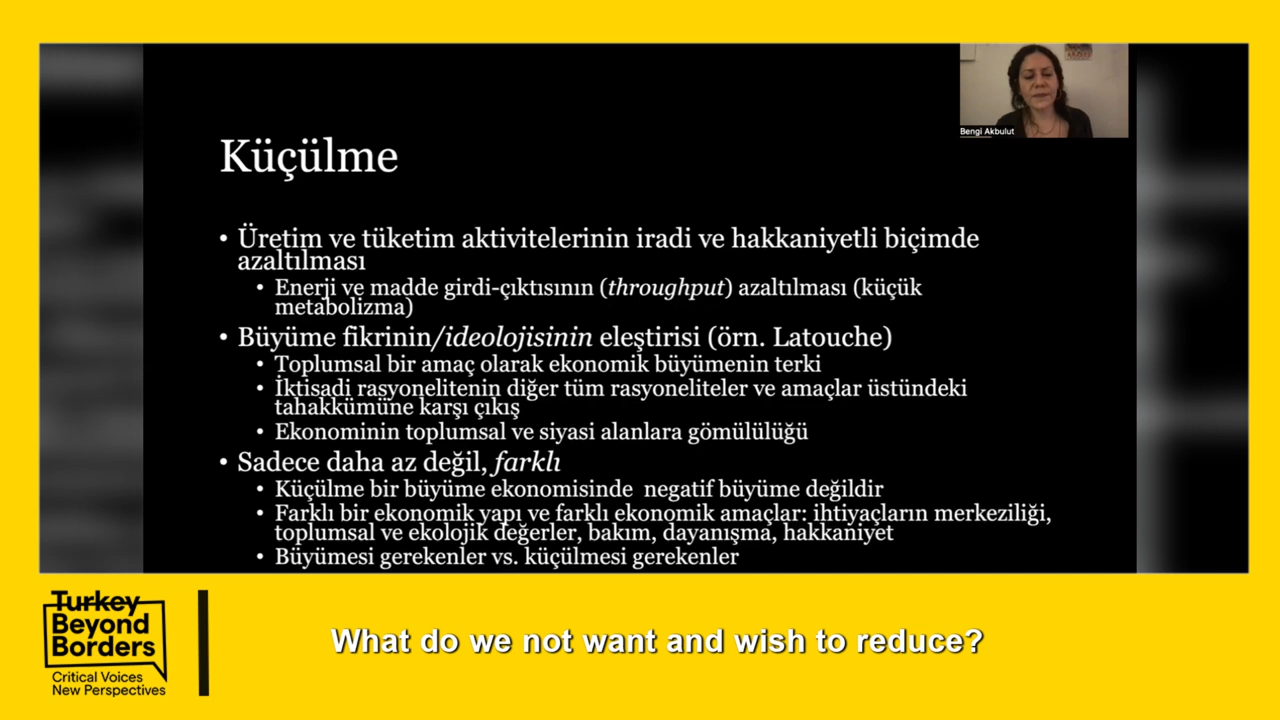 Bengi Akbulut
Küçülme
• Üretim ve tüketim aktivitelerinin iradi ve hakkaniyetli biçimde
azaltılması
• Enerji ve madde girdi-çıktısının (throughput) azaltılması (küçük
metabolizma)
• Büyüme fikrinin/ideolojisinin eleştirisi (örn. Latouche)
• Toplumsal bir amaç olarak ekonomik büyümenin terki
• İktisadi rasyonelitenin diğer tüm rasyoneliteler ve amaçlar üstündeki
tahakkümüne karşı çıkış
• Ekonominin toplumsal ve siyasi alanlara gömülülüğü
• Sadece daha az değil, farklı
• Küçülme bir büyüme ekonomisinde negatif büyüme değildir
• Farklı bir ekonomik yapı ve farklı ekonomik amaçlar: ihtiyaçların merkeziliği,
toplumsal ve ekolojik değerler, bakım, dayanışma, hakkaniyet
• Büyümesi gerekenler vs. küçülmesi gerekenler
Turkey
Beyond
Borders
Critical Voices
New Perspectives
What do we not want and wish to reduce?